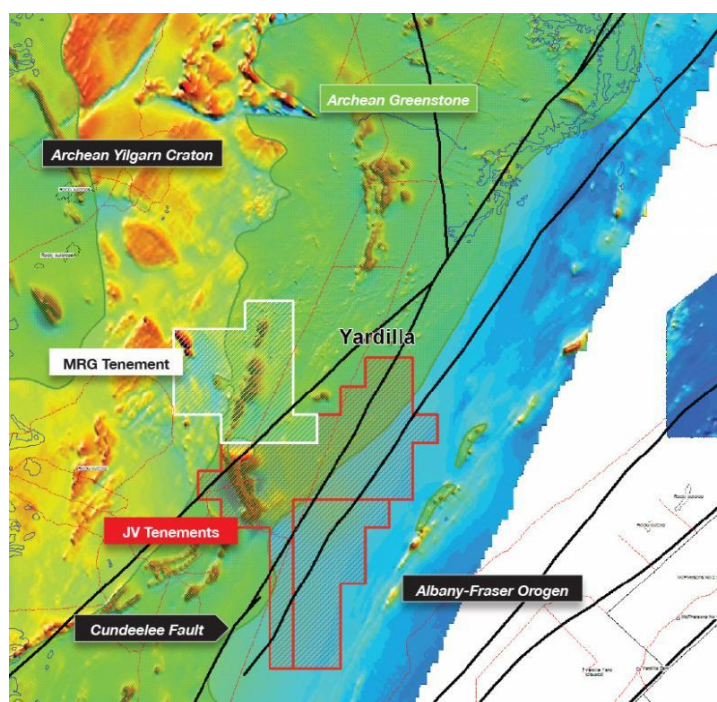 Archean Greenstone
Archean Yilgarn Craton
Yardilla
MRG Tenement
JV Tenements
Albany-Fraser Orogen
Cundeelee Fault